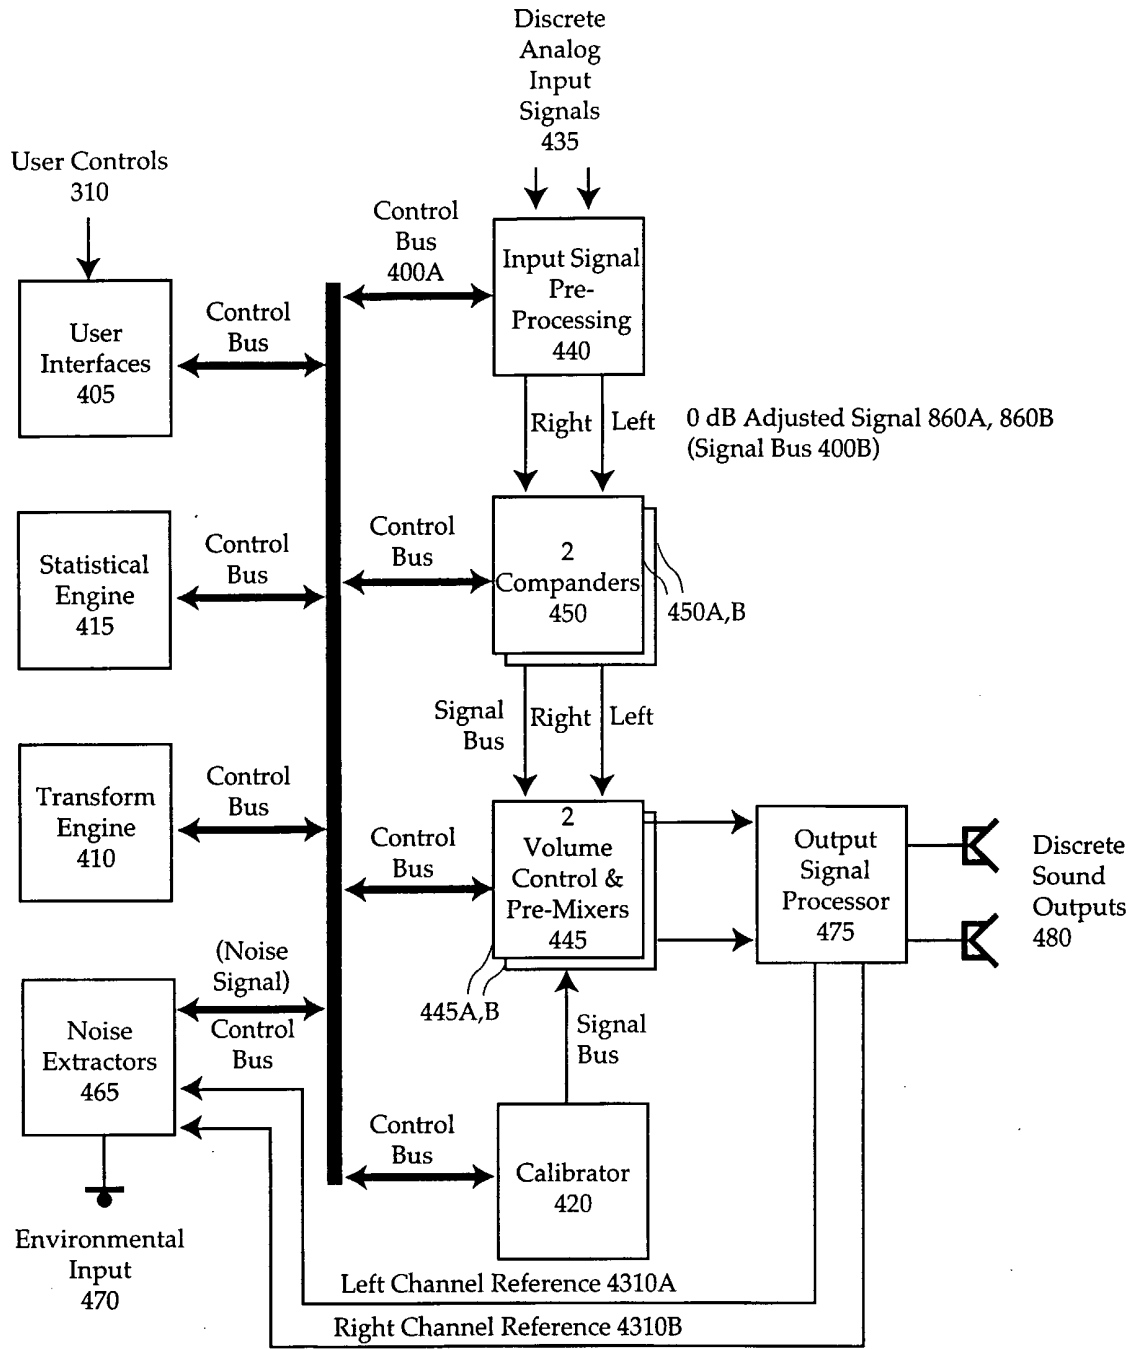 Discrete
Analog
Input
Signals
435
User Controls
310
Control
Bus
400A
Input Signal
Pre-
Processing
440
User
Interfaces
405
Control
Bus
Right
Left
0 dB Adjusted Signal 860A, 860B
(Signal Bus 400B)
Statistical
Engine
415
Control
Bus
Control
Bus
2
Companders
450
450A,B
Signal
Bus
Right
Left
Transform
Engine
410
Control
Bus
Control
Bus
2
Volume
Control &
Pre-Mixers
445
445A,B
Output
Signal
Processor
475
Discrete
Sound
Outputs
480
Noise
Extractors
465
(Noise
Signal)
Control
Bus
Signal
Bus
Control
Bus
Calibrator
420
Environmental
Input
470
Left Channel Reference 4310A
Right Channel Reference 4310B